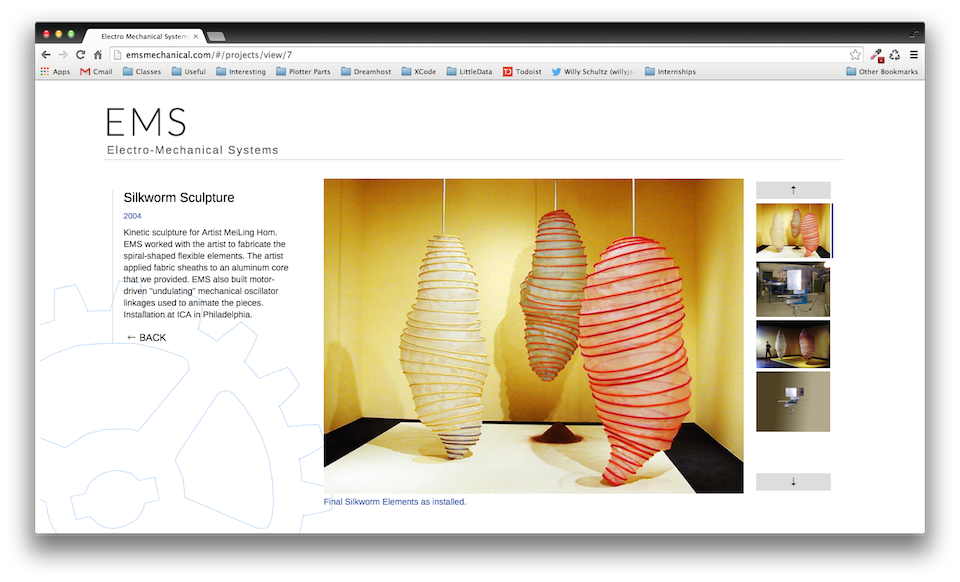 Electro Mechanical System
emsmechanical.com/#/projects/view/7
Apps Gmail Classes Useful Interesting Plotter Parts Dreamhost XCode LittleData Todoist Willy Schultz (willyjs Internships Other Bookmarks
EMS
Electro-Mechanical Systems
Silkworm Sculpture
2004
Kinetic sculpture for Artist MeiLing Hom.
EMS worked with the artist to fabricate the
spiral-shaped flexible elements. The artist
applied fabric sheaths to an aluminum core
that we provided. EMS also built motor-
driven "undulating" mechanical oscillator
linkages used to animate the pieces.
Installation at ICA in Philadelphia.
← BACK
↑
↓
Final Silkworm Elements as installed.